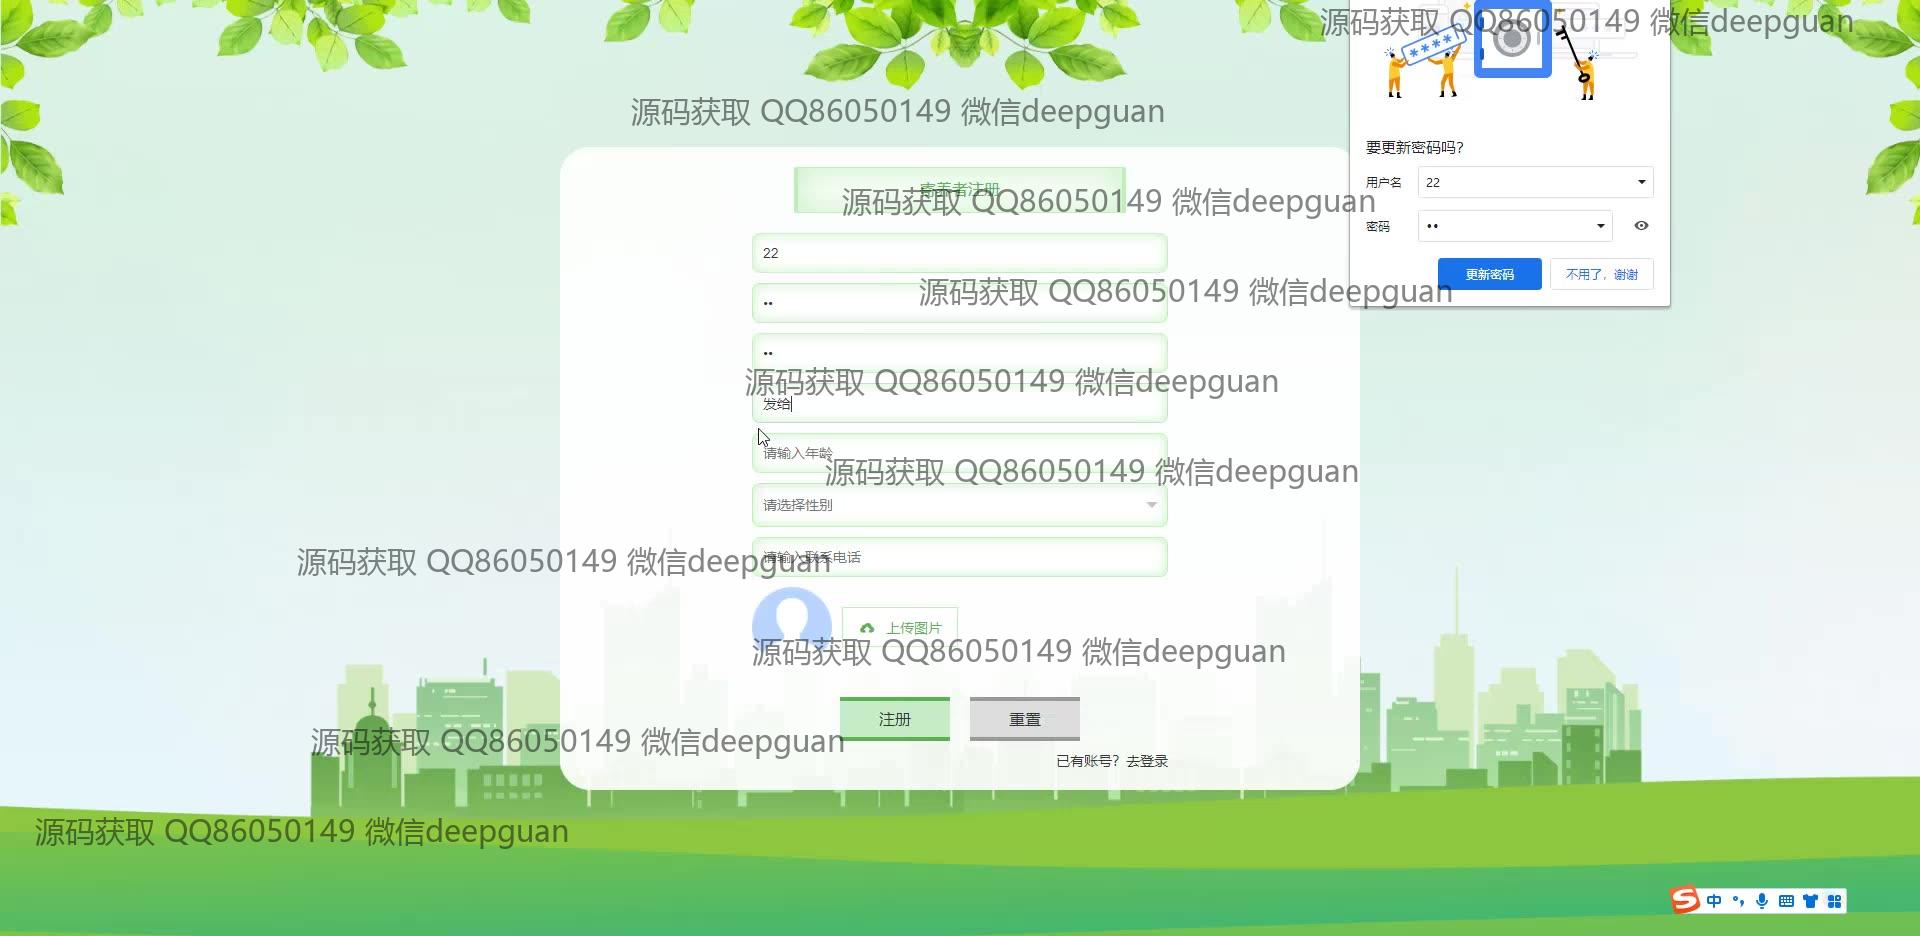 源码获取 QQ86050149 微信deepguan
源码获取 QQ86050149 微信deepguan
****
要更新密码吗?
用户名 22
密码 ••
更新密码 不用了，谢谢
寄养者注册
源码获取 QQ86050149 微信deepguan
22
••
源码获取 QQ86050149 微信deepguan
••
源码获取 QQ86050149 微信deepguan
发给
请输入年龄
源码获取 QQ86050149 微信deepguan
请选择性别
请输入联系电话
源码获取 QQ86050149 微信deepguan
上传图片
源码获取 QQ86050149 微信deepguan
注册 重置
源码获取 QQ86050149 微信deepguan
已有账号？去登录
源码获取 QQ86050149 微信deepguan
S 中